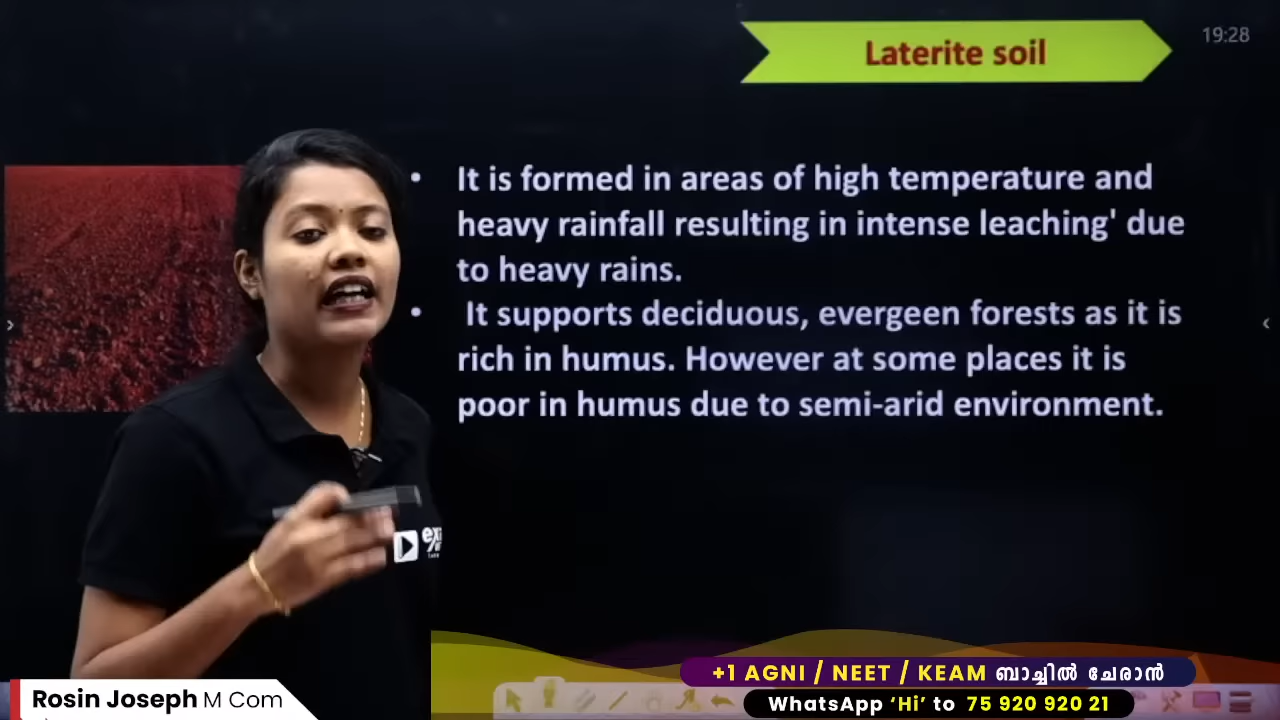 Laterite soil
19:28
• It is formed in areas of high temperature and
heavy rainfall resulting in intense leaching' due
to heavy rains.
• It supports deciduous, evergeen forests as it is
rich in humus. However at some places it is
poor in humus due to semi-arid environment.
+1 AGNI / NEET / KEAM ബാച്ചിൽ ചേരാൻ
WhatsApp ‘Hi’ to 75 920 920 21
Rosin Joseph M Com